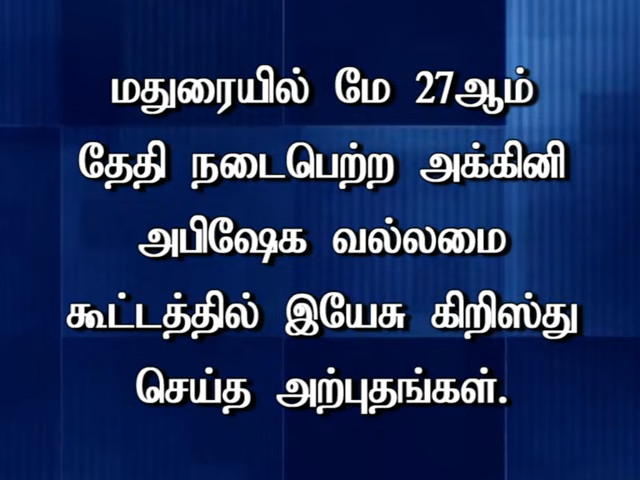 மதுரையில் மே 27ஆம்
தேதி நடைபெற்ற அக்கினி
அபிஷேக வல்லமை
கூட்டத்தில் இயேசு கிறிஸ்து
செய்த அற்புதங்கள்.